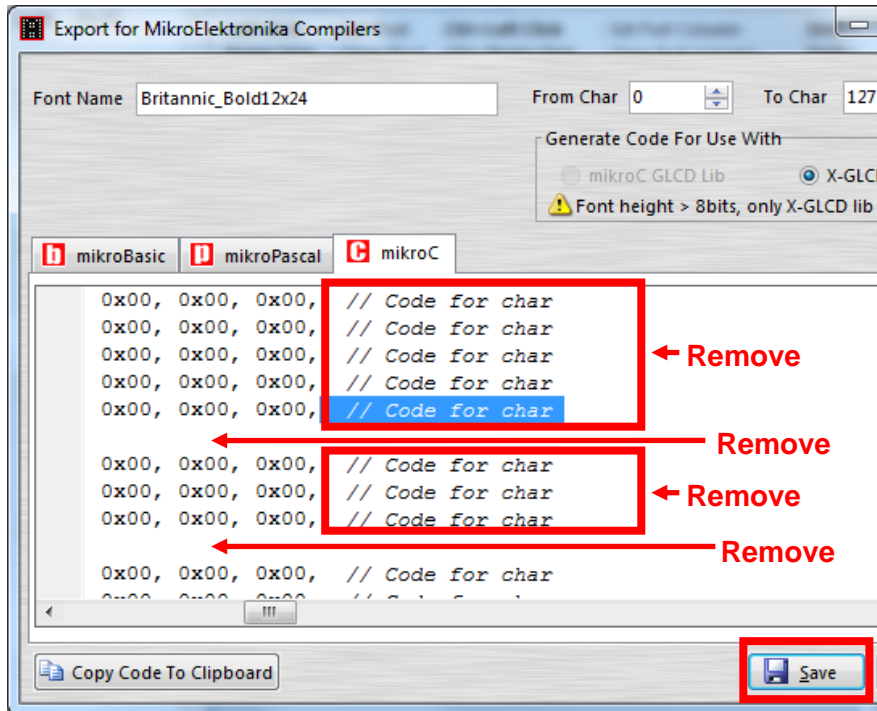 Export for MikroElektronika Compilers
Font Name Britannic_Bold12x24 From Char 0 To Char 127
Generate Code For Use With
mikroC GLCD Lib X-GLC
Font height > 8bits, only X-GLCD lib
mikroBasic mikroPascal mikroC
0x00, 0x00, 0x00, // Code for char
0x00, 0x00, 0x00, // Code for char
0x00, 0x00, 0x00, // Code for char
Remove
0x00, 0x00, 0x00, // Code for char
0x00, 0x00, 0x00, // Code for char
Remove
0x00, 0x00, 0x00, // Code for char
0x00, 0x00, 0x00, // Code for char
Remove
0x00, 0x00, 0x00, // Code for char
Remove
0x00, 0x00, 0x00, // Code for char
Copy Code To Clipboard Save